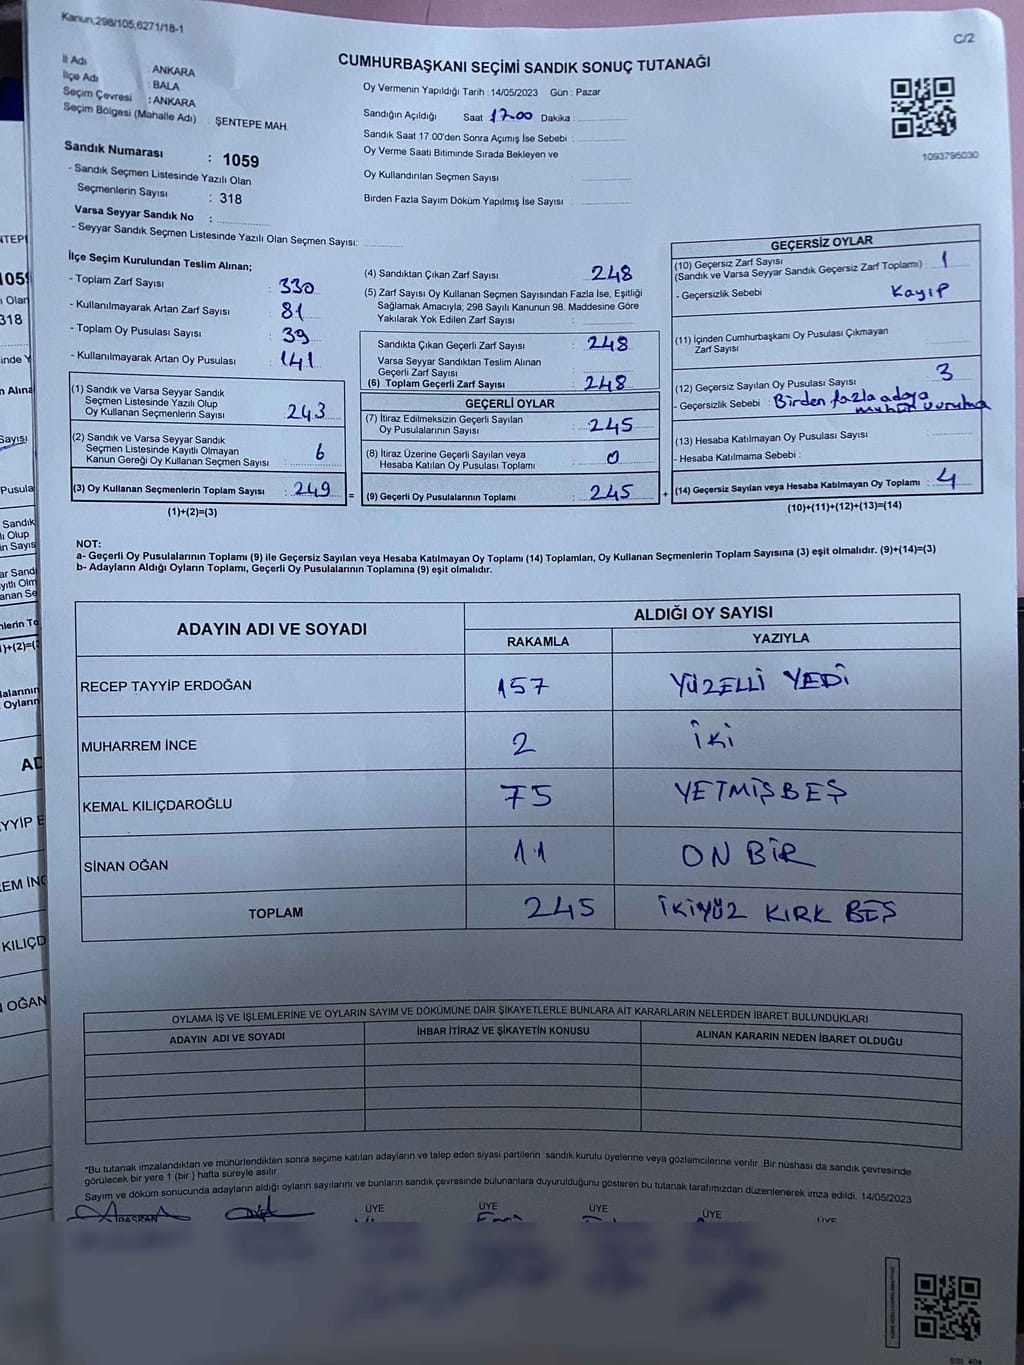 Kanun,298/105,6271/18-1
C/2
CUMHURBAŞKANI SEÇİMİ SANDIK SONUÇ TUTANAĞI
İl Adı : ANKARA
İlçe Adı : BALA
Seçim Çevresi : ANKARA
Seçim Bölgesi (Mahalle Adı) : ŞENTEPE MAH.
Oy Vermenin Yapıldığı Tarih : 14/05/2023 Gün : Pazar
Sandığın Açıldığı Saat 17.00 Dakika :
Sandık Saat 17:00'den Sonra Açımış İse Sebebi :
Oy Verme Saati Bitiminde Sırada Bekleyen ve
Oy Kullandırılan Seçmen Sayısı :
Birden Fazla Sayım Döküm Yapılmış İse Sayısı :
1093795030
Sandık Numarası : 1059
- Sandık Seçmen Listesinde Yazılı Olan
Seçmenlerin Sayısı : 318
Varsa Seyyar Sandık No :
- Seyyar Sandık Seçmen Listesinde Yazılı Olan Seçmen Sayısı:
İlçe Seçim Kurulundan Teslim Alınan;
- Toplam Zarf Sayısı : 330
- Kullanılmayarak Artan Zarf Sayısı : 81
- Toplam Oy Pusulası Sayısı : 39
- Kullanılmayarak Artan Oy Pusulası : 141
(1) Sandık ve Varsa Seyyar Sandık
Seçmen Listesinde Yazılı Olup
Oy Kullanan Seçmenlerin Sayısı : 243
(2) Sandık ve Varsa Seyyar Sandık
Seçmen Listesinde Kayıtlı Olmayan
Kanun Gereği Oy Kullanan Seçmen Sayısı : 6
(3) Oy Kullanan Seçmenlerin Toplam Sayısı : 249
(1)+(2)=(3)
(4) Sandıktan Çıkan Zarf Sayısı : 248
(5) Zarf Sayısı Oy Kullanan Seçmen Sayısından Fazla İse, Eşitliği
Sağlamak Amacıyla; 298 Sayılı Kanunun 98. Maddesine Göre
Yakılarak Yok Edilen Zarf Sayısı :
Sandıkta Çıkan Geçerli Zarf Sayısı : 248
Varsa Seyyar Sandıktan Teslim Alınan
Geçerli Zarf Sayısı :
(6) Toplam Geçerli Zarf Sayısı : 248
GEÇERLİ OYLAR
(7) İtiraz Edilmeksizin Geçerli Sayılan
Oy Pusulalarının Sayısı : 245
(8) İtiraz Üzerine Geçerli Sayılan veya
Hesaba Katılan Oy Pusulası Toplamı : 0
= (9) Geçerli Oy Pusulalarının Toplamı : 245 +
GEÇERSİZ OYLAR
(10) Geçersiz Zarf Sayısı
(Sandık ve Varsa Seyyar Sandık Geçersiz Zarf Toplamı) : 1
- Geçersizlik Sebebi : Kayıp
(11) İçinden Cumhurbaşkanı Oy Pusulası Çıkmayan
Zarf Sayısı :
(12) Geçersiz Sayılan Oy Pusulası Sayısı : 3
- Geçersizlik Sebebi : Birden fazla adaya
mühür vurulma
(13) Hesaba Katılmayan Oy Pusulası Sayısı :
- Hesaba Katılmama Sebebi :
(14) Geçersiz Sayılan veya Hesaba Katılmayan Oy Toplamı : 4
(10)+(11)+(12)+(13)=(14)
NOT:
a- Geçerli Oy Pusulalarının Toplamı (9) ile Geçersiz Sayılan veya Hesaba Katılmayan Oy Toplamı (14) Toplamları, Oy Kullanan Seçmenlerin Toplam Sayısına (3) eşit olmalıdır. (9)+(14)=(3)
b- Adayların Aldığı Oyların Toplamı, Geçerli Oy Pusulalarının Toplamına (9) eşit olmalıdır.
ADAYIN ADI VE SOYADI ALDIĞI OY SAYISI
RAKAMLA YAZIYLA
RECEP TAYYİP ERDOĞAN 157 YÜZELLİ YEDİ
MUHARREM İNCE 2 İKİ
KEMAL KILIÇDAROĞLU 75 YETMİŞBEŞ
SİNAN OĞAN 11 ON BİR
TOPLAM 245 İKİYÜZ KIRK BEŞ
OYLAMA İŞ VE İŞLEMLERİNE VE OYLARIN SAYIM VE DÖKÜMÜNE DAİR ŞİKAYETLERLE BUNLARA AİT KARARLARIN NELERDEN İBARET BULUNDUKLARI
ADAYIN ADI VE SOYADI İHBAR İTİRAZ VE ŞİKAYETİN KONUSU ALINAN KARARIN NEDEN İBARET OLDUĞU
*Bu tutanak imzalandıktan ve mühürlendikten sonra seçime katılan adayların ve talep eden siyasi partilerin sandık kurulu üyelerine veya gözlemcilerine verilir. Bir nüshası da sandık çevresinde
görülecek bir yere 1 (bir ) hafta süreyle asılır.
Sayım ve döküm sonucunda adayların aldığı oyların sayılarını ve bunların sandık çevresinde bulunanlara duyurulduğunu gösteren bu tutanak tarafımızdan düzenlenerek imza edildi. 14/05/2023
BAŞKAN ÜYE ÜYE ÜYE ÜYE ÜYE